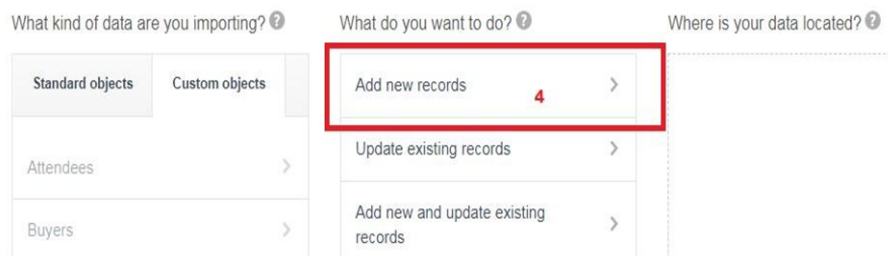 What kind of data are you importing? ?
What do you want to do? ?
Where is your data located? ?
Standard objects
Custom objects
Attendees
Buyers
Add new records
4
Update existing records
Add new and update existing
records